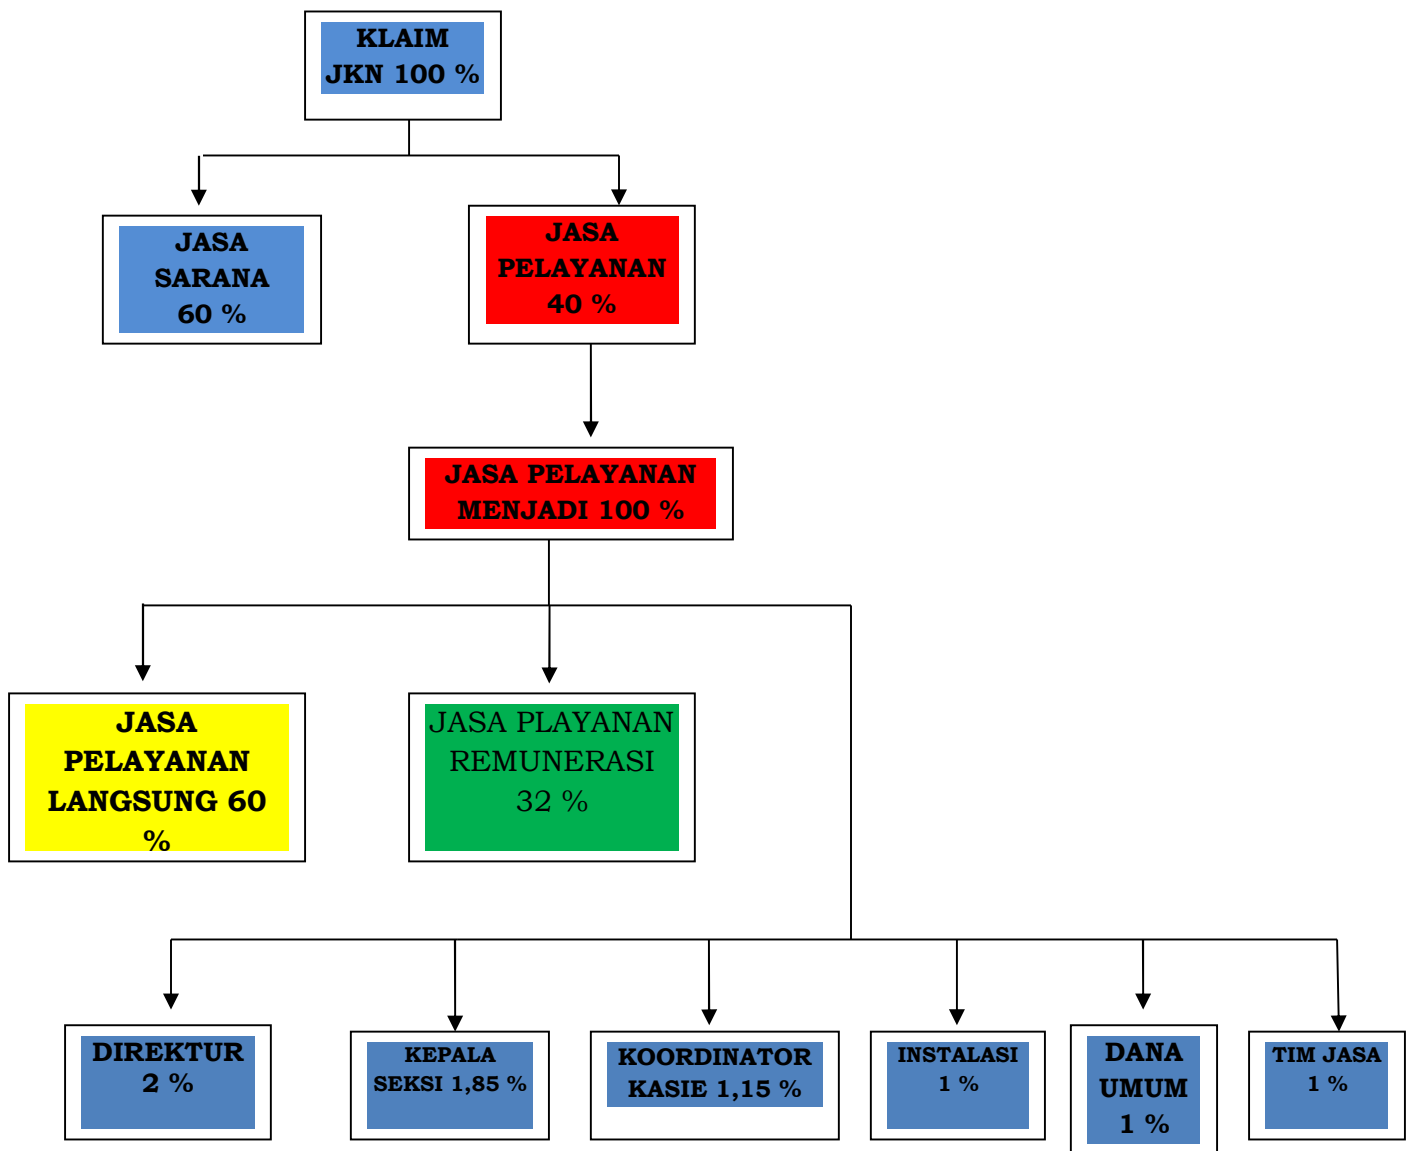 KLAIM
JKN 100 %
JASA
SARANA
60 %
JASA
PELAYANAN
40 %
JASA PELAYANAN
MENJADI 100 %
JASA
PELAYANAN
LANGSUNG 60
%
JASA PLAYANAN
REMUNERASI
32 %
DIREKTUR
2 %
KEPALA
SEKSI 1,85 %
KOORDINATOR
KASIE 1,15 %
INSTALASI
1 %
DANA
UMUM
1 %
TIM JASA
1 %